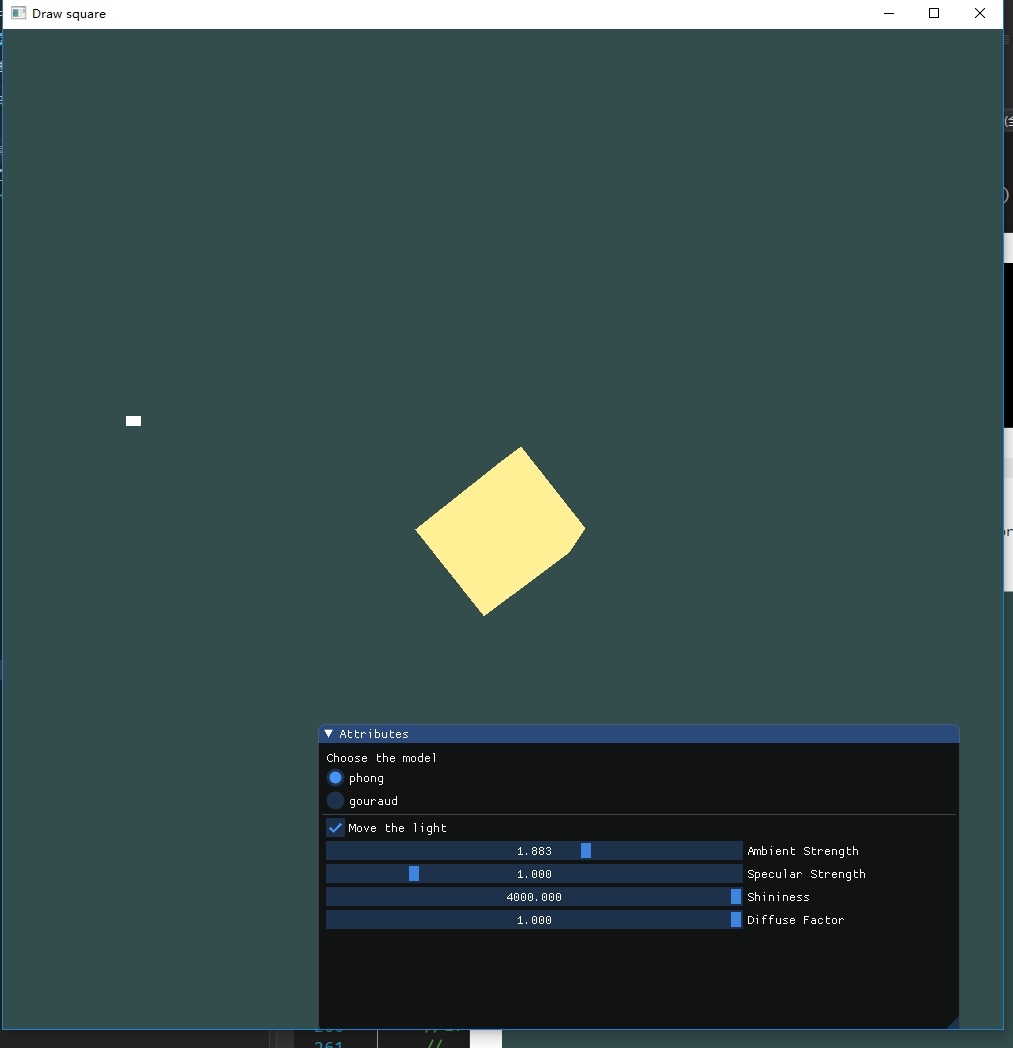 Draw square
Attributes
Choose the model
phong
gouraud
Move the light
1.883 Ambient Strength
1.000 Specular Strength
4000.000 Shininess
1.000 Diffuse Factor
261 //